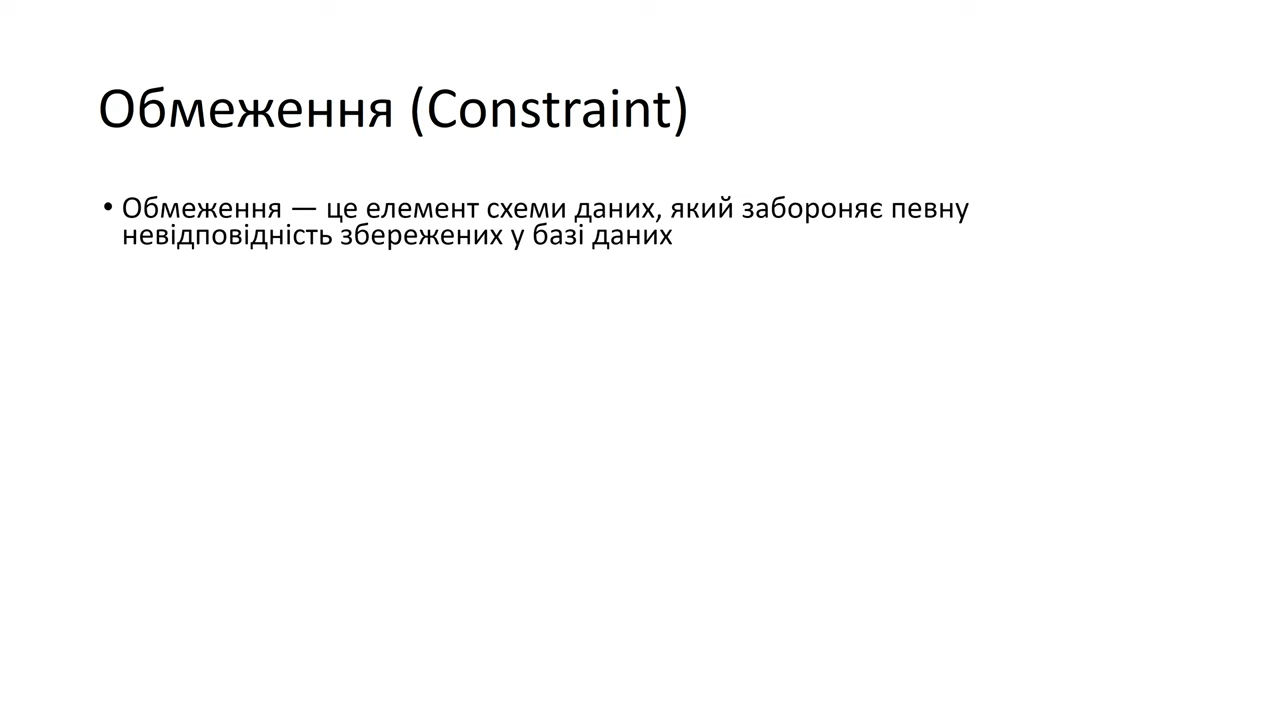 Обмеження (Constraint)
• Обмеження — це елемент схеми даних, який забороняє певну
невідповідність збережених у базі даних